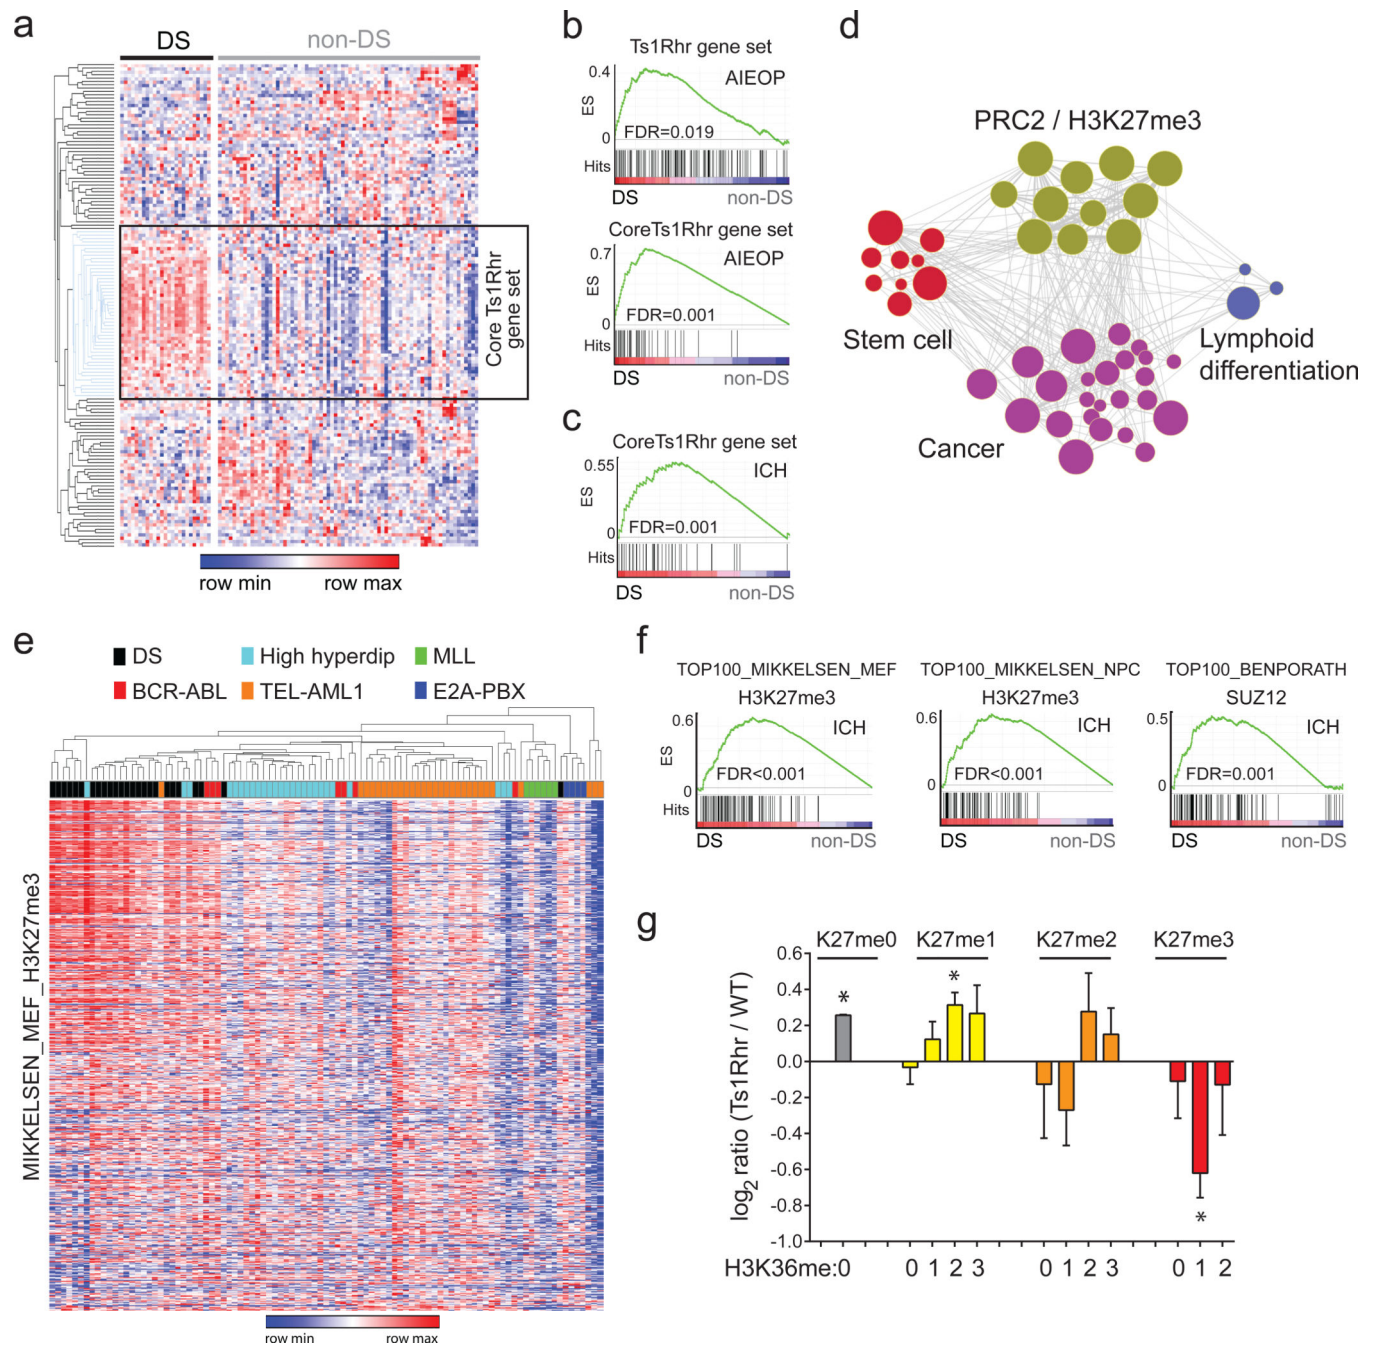 a
DS
non-DS
Core Ts1Rhr
gene set
row min
row max
b
Ts1Rhr gene set
0.4
AIEOP
ES
FDR=0.019
0
Hits
DS
non-DS
CoreTs1Rhr gene set
0.7
AIEOP
ES
FDR=0.001
0
Hits
DS
non-DS
c
CoreTs1Rhr gene set
0.55
ICH
ES
FDR=0.001
0
Hits
DS
non-DS
d
PRC2 / H3K27me3
Stem cell
Lymphoid
differentiation
Cancer
e
DS
High hyperdip
MLL
BCR-ABL
TEL-AML1
E2A-PBX
MIKKELSEN_MEF_H3K27me3
row min
row max
f
TOP100_MIKKELSEN_MEF
H3K27me3
0.6
ICH
ES
FDR<0.001
0
Hits
DS
non-DS
TOP100_MIKKELSEN_NPC
H3K27me3
0.6
ICH
FDR<0.001
0
DS
non-DS
TOP100_BENPORATH
SUZ12
0.5
ICH
FDR=0.001
0
DS
non-DS
g
K27me0
K27me1
K27me2
K27me3
0.6
0.4
0.2
0.0
-0.2
-0.4
-0.6
-0.8
-1.0
log2 ratio (Ts1Rhr / WT)
*
*
*
H3K36me:0 0 1 2 3 0 1 2 3 0 1 2